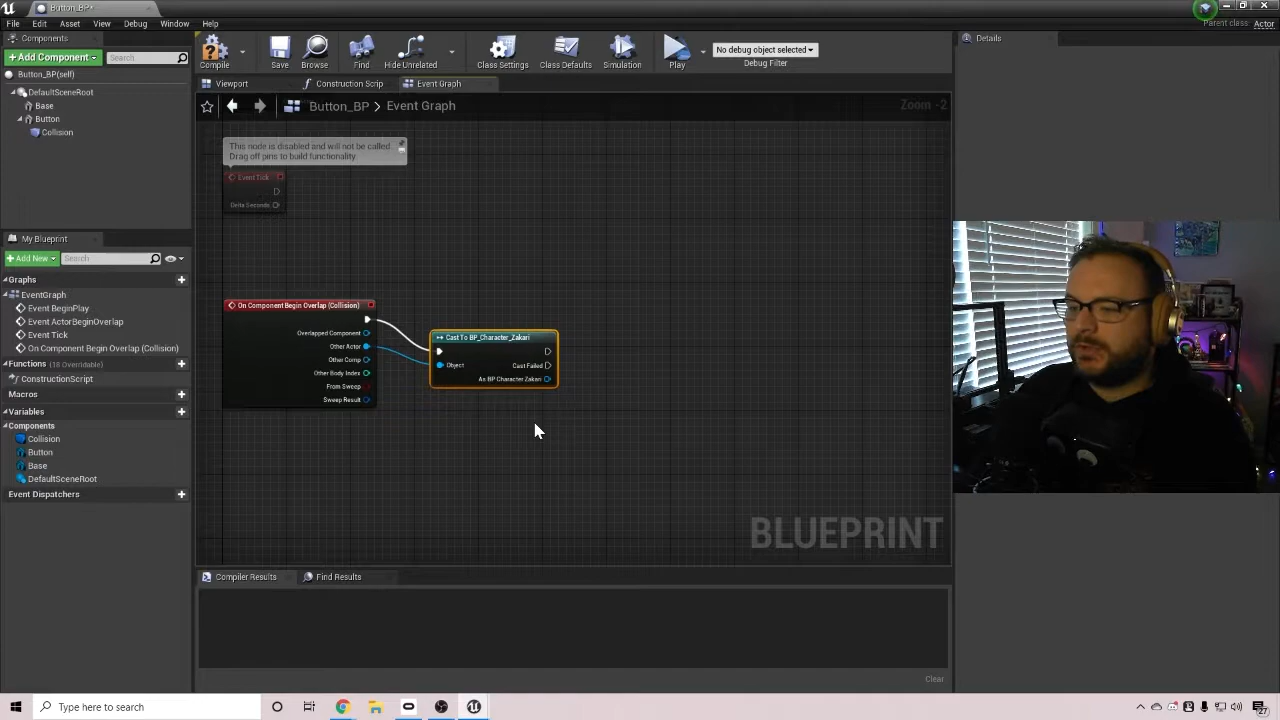 Button_BP*
File
Edit
Asset
View
Debug
Window
Help
Parent class: Actor
Components
+ Add Component
Search
Button_BP(self)
DefaultSceneRoot
Base
Button
Collision
Compile
Save
Browse
Find
Hide Unrelated
Class Settings
Class Defaults
Simulation
Play
No debug object selected
Debug Filter
Details
Viewport
Construction Scrip
Event Graph
Button_BP > Event Graph
Zoom -2
This node is disabled and will not be called.
Drag off pins to build functionality
Event Tick
Delta Seconds
On Component Begin Overlap (Collision)
Overlapped Component
Other Actor
Other Comp
Other Body Index
From Sweep
Sweep Result
Cast To BP_Character_Zakari
Object
Cast Failed
As BP Character Zakari
BLUEPRINT
My Blueprint
+ Add New
Search
Graphs
EventGraph
Event BeginPlay
Event ActorBeginOverlap
Event Tick
On Component Begin Overlap (Collision)
Functions (18 Overridable)
ConstructionScript
Macros
Variables
Components
Collision
Button
Base
DefaultSceneRoot
Event Dispatchers
Compiler Results
Find Results
Clear
Type here to search
27